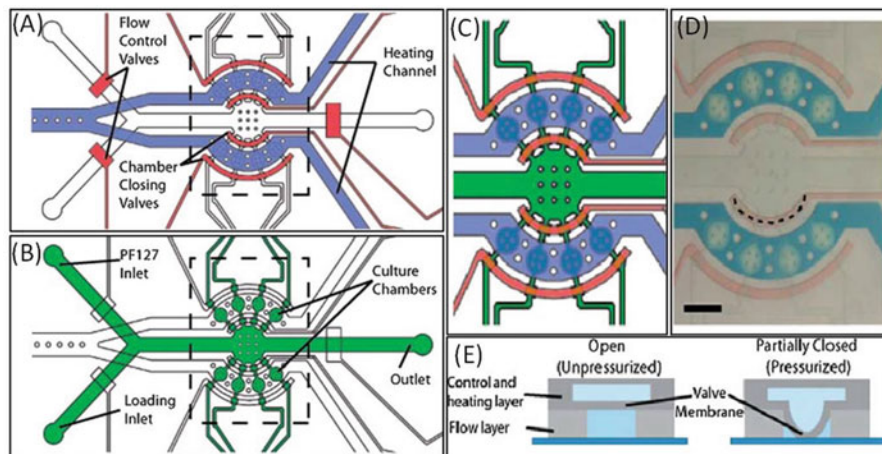 (A)
Flow
Control
Valves
Heating
Channel
Chamber
Closing
Valves
(B)
PF127
Inlet
Culture
Chambers
Outlet
Loading
Inlet
(C)
(D)
(E)
Open
(Unpressurized)
Partially Closed
(Pressurized)
Control and
heating layer
Valve
Membrane
Flow layer